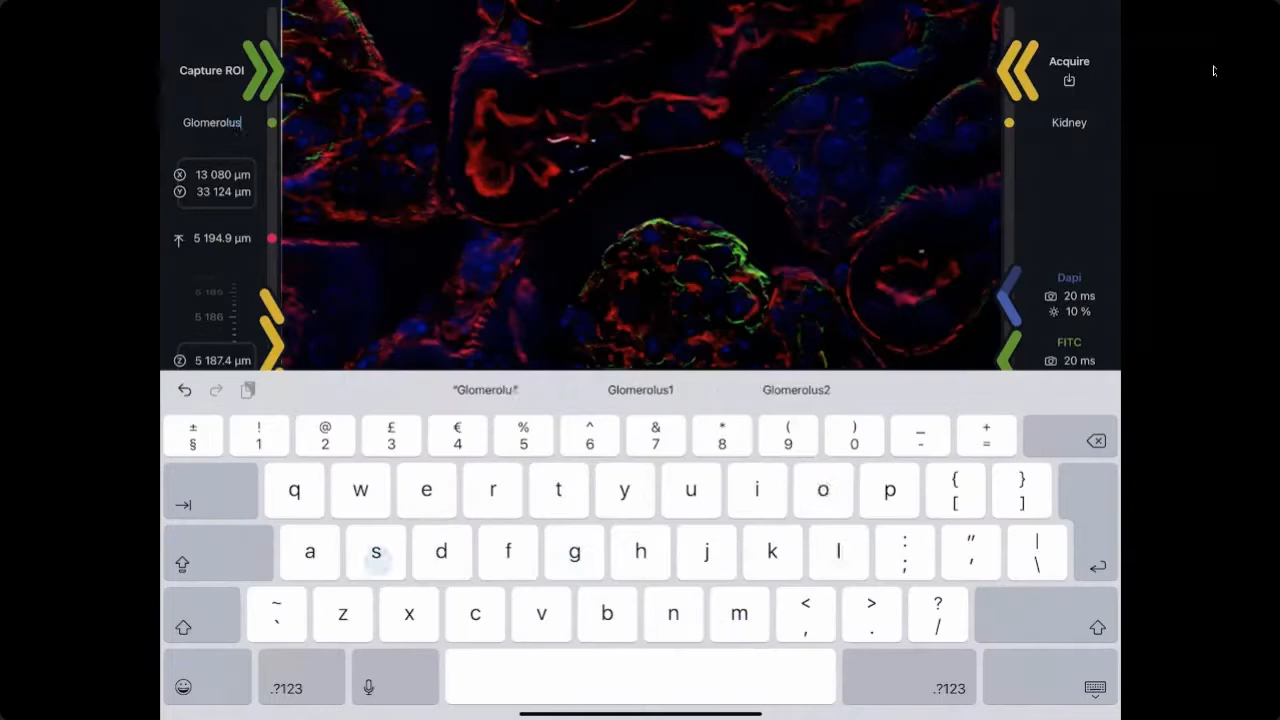 Capture ROI
Acquire
Glomerolus
Kidney
X 13 080 µm
Y 33 124 µm
5 194.9 µm
Dapi
20 ms
10 %
5 186
5 186
FITC
Z 5 187.4 µm
20 ms
"Glomerolu" Glomerolus1 Glomerolus2
± ! @ £ € % ^ & * ( ) _ +
§ 1 2 3 4 5 6 7 8 9 0 - =
q w e r t y u i o p { [ } ]
a s d f g h j k l : ; " ' | \
~ ` z x c v b n m < , > . ? /
.?123 .?123